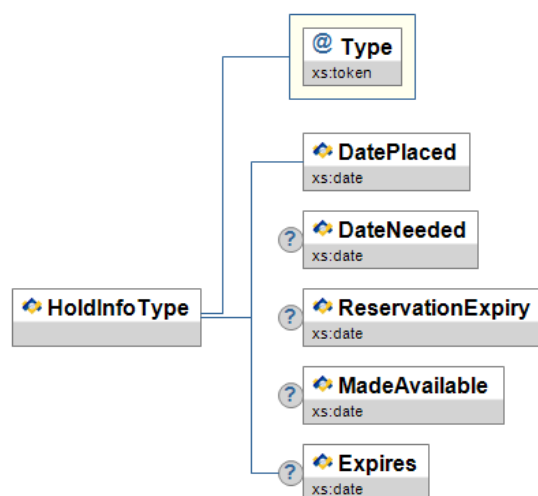 @ Type
xs:token
DatePlaced
xs:date
? DateNeeded
xs:date
HoldInfoType
? ReservationExpiry
xs:date
? MadeAvailable
xs:date
? Expires
xs:date